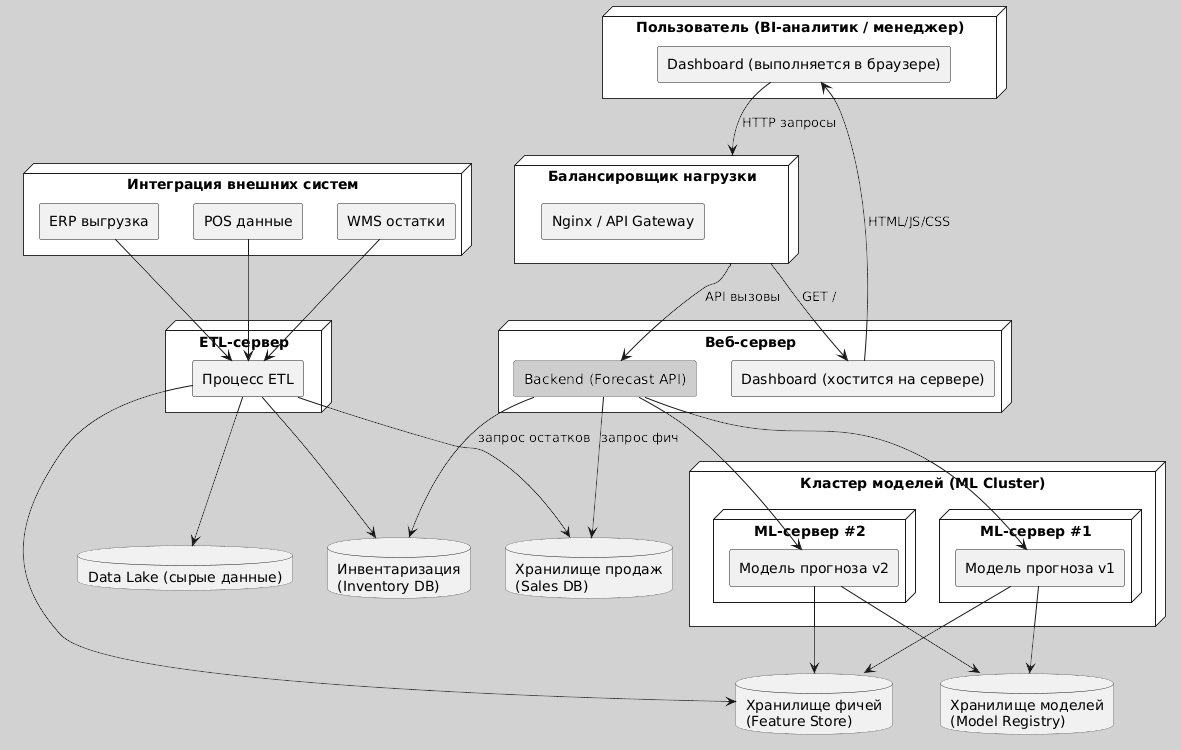 Пользователь (BI-аналитик / менеджер)
Dashboard (выполняется в браузере)
HTTP запросы
Интеграция внешних систем
ERP выгрузка
POS данные
WMS остатки
Балансировщик нагрузки
Nginx / API Gateway
HTML/JS/CSS
API вызовы
GET /
ETL-сервер
Процесс ETL
Веб-сервер
Backend (Forecast API)
Dashboard (хостится на сервере)
запрос остатков
запрос фич
Кластер моделей (ML Cluster)
ML-сервер #2
Модель прогноза v2
ML-сервер #1
Модель прогноза v1
Data Lake (сырые данные)
Инвентаризация
(Inventory DB)
Хранилище продаж
(Sales DB)
Хранилище фичей
(Feature Store)
Хранилище моделей
(Model Registry)